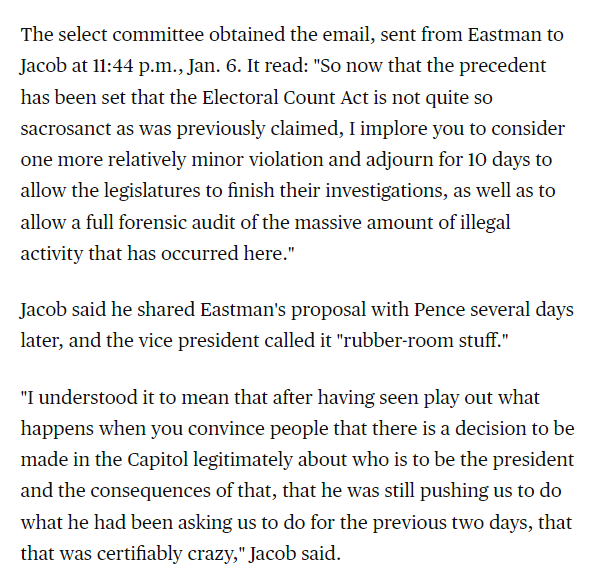 The select committee obtained the email, sent from Eastman to
Jacob at 11:44 p.m., Jan. 6. It read: "So now that the precedent
has been set that the Electoral Count Act is not quite so
sacrosanct as was previously claimed, I implore you to consider
one more relatively minor violation and adjourn for 10 days to
allow the legislatures to finish their investigations, as well as to
allow a full forensic audit of the massive amount of illegal
activity that has occurred here."
Jacob said he shared Eastman's proposal with Pence several days
later, and the vice president called it "rubber-room stuff."
"I understood it to mean that after having seen play out what
happens when you convince people that there is a decision to be
made in the Capitol legitimately about who is to be the president
and the consequences of that, that he was still pushing us to do
what he had been asking us to do for the previous two days, that
that was certifiably crazy," Jacob said.